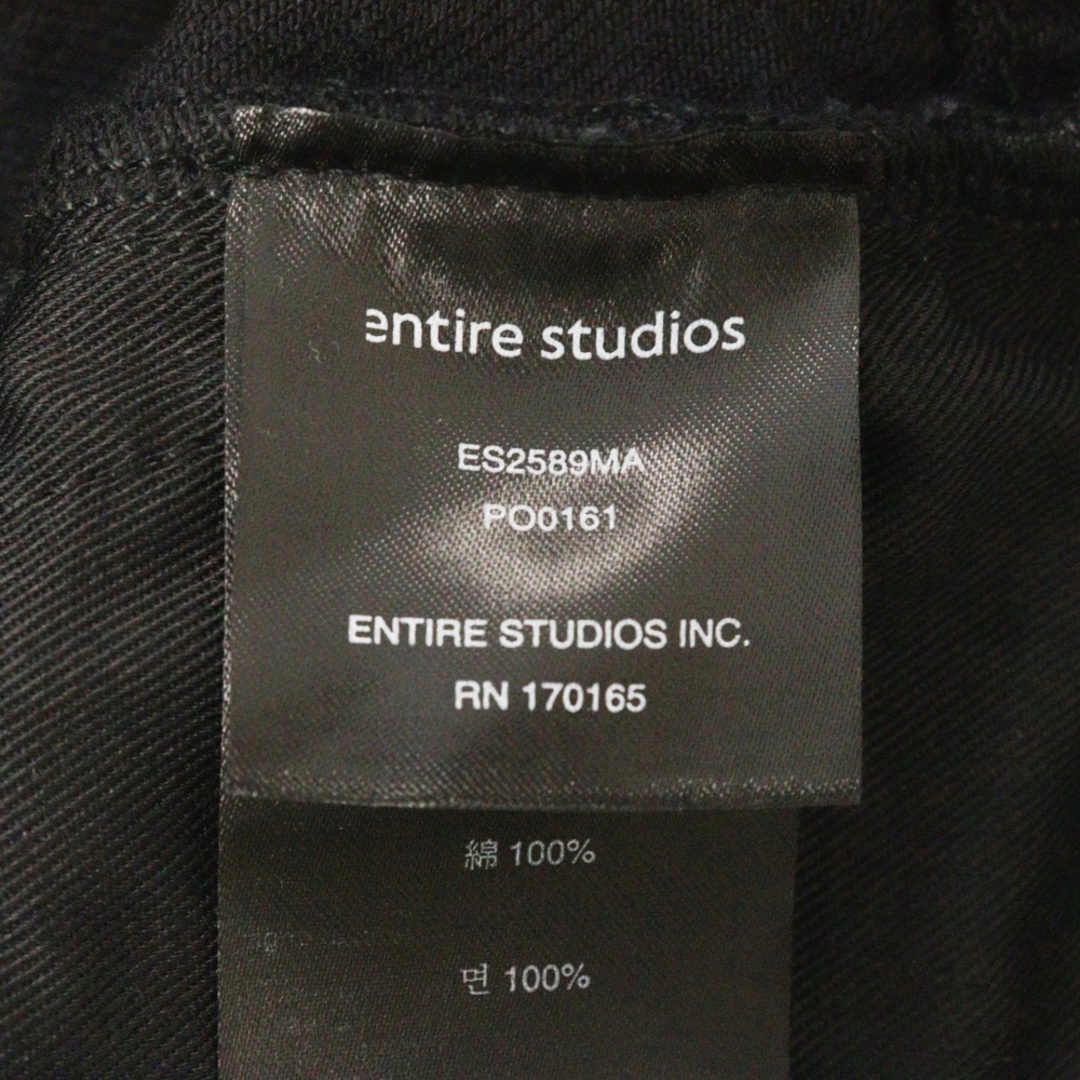 entire studios
ES2589MA
PO0161
ENTIRE STUDIOS INC.
RN 170165
綿 100%
면 100%